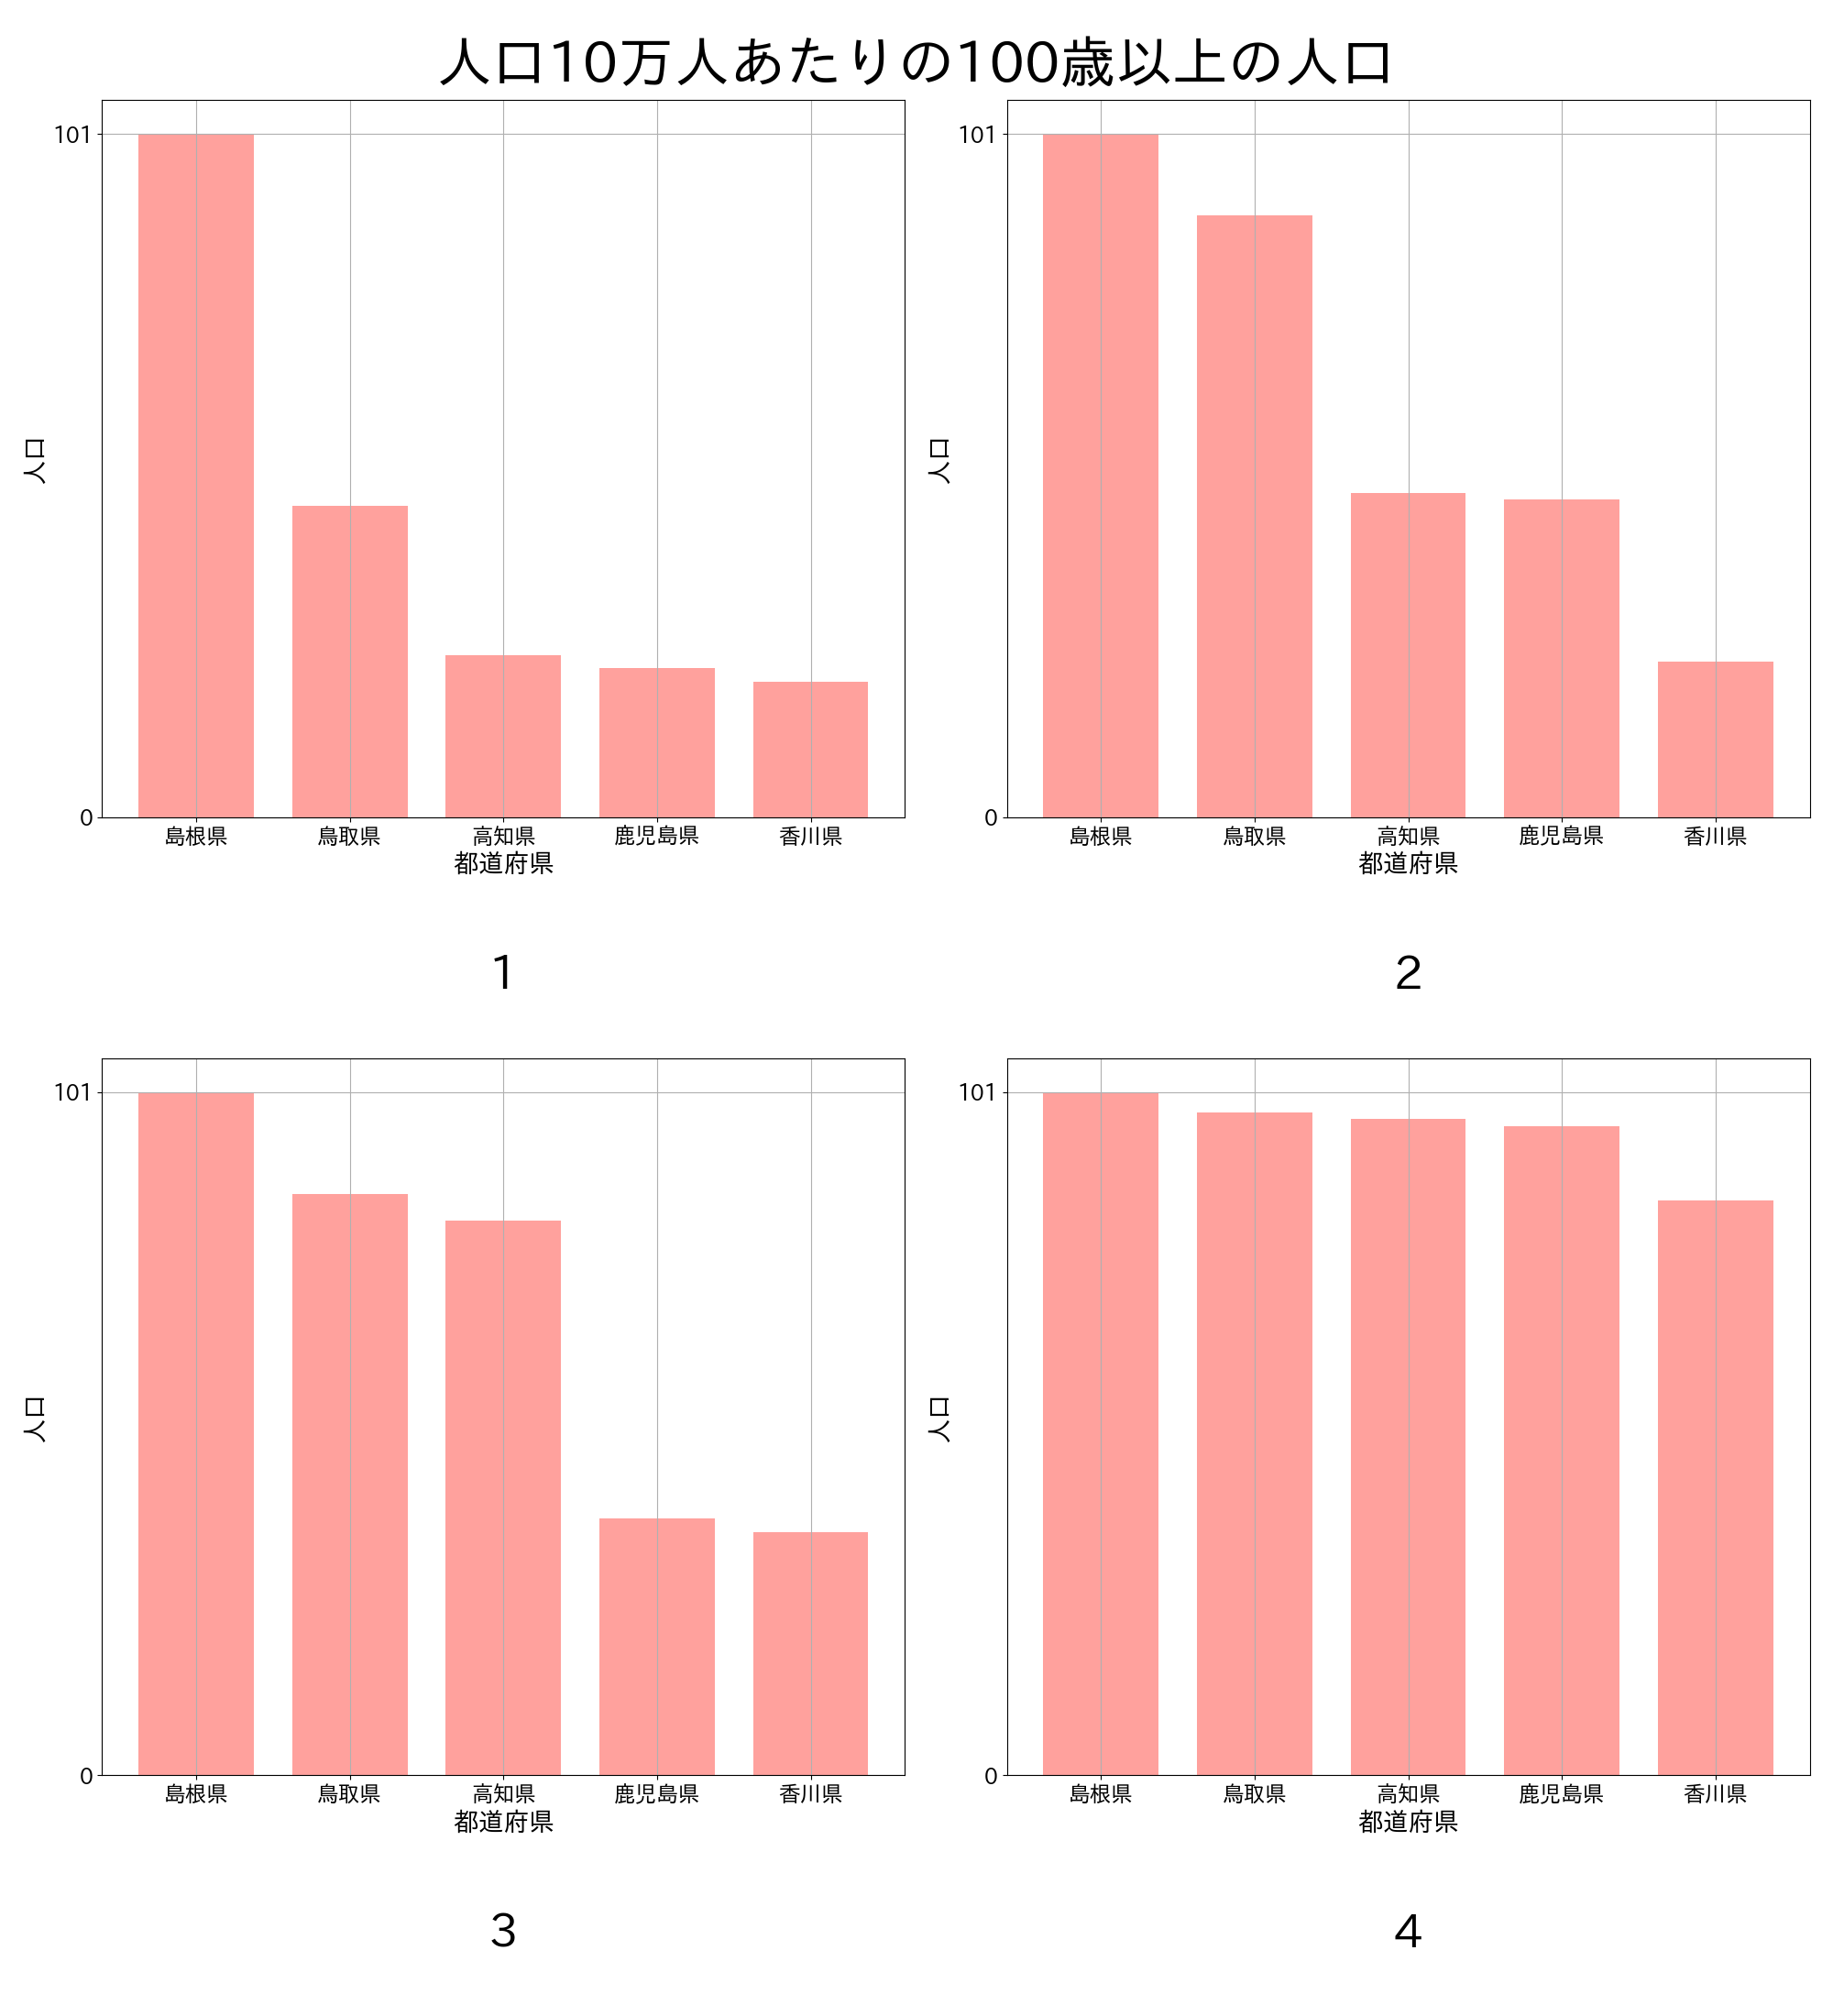 人口10万人あたりの100歳以上の人口
101
0
人口
島根県 鳥取県 高知県 鹿児島県 香川県
都道府県
1
101
0
人口
島根県 鳥取県 高知県 鹿児島県 香川県
都道府県
2
101
0
人口
島根県 鳥取県 高知県 鹿児島県 香川県
都道府県
3
101
0
人口
島根県 鳥取県 高知県 鹿児島県 香川県
都道府県
4